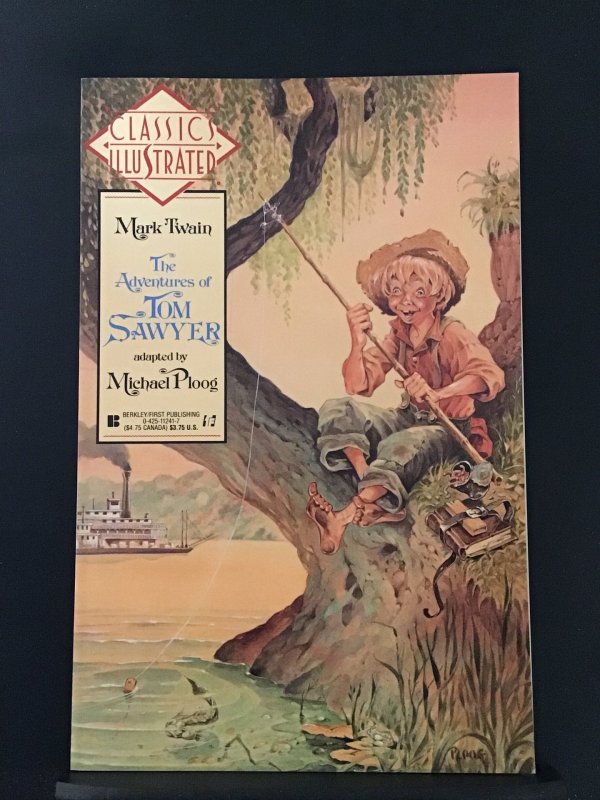 CLASSICS
ILLUSTRATED
Mark Twain
The
Adventures of
TOM
SAWYER
adapted by
Michael Ploog
BERKLEY/FIRST PUBLISHING
0-425-11241-7
($4.75 CANADA) $3.75 U.S.
PLOOG